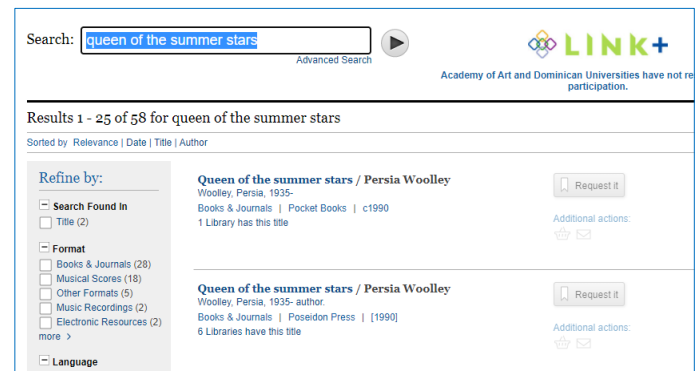 Search: queen of the summer stars
Advanced Search
LINK+
Academy of Art and Dominican Universities have not re
participation.
Results 1 - 25 of 58 for queen of the summer stars
Sorted by Relevance | Date | Title | Author
Refine by:
Search Found In
Title (2)
Format
Books & Journals (28)
Musical Scores (18)
Other Formats (5)
Music Recordings (2)
Electronic Resources (2)
more >
Language
Queen of the summer stars / Persia Woolley
Woolley, Persia, 1935-
Books & Journals | Pocket Books | c1990
1 Library has this title
Request it
Additional actions:
Queen of the summer stars / Persia Woolley
Woolley, Persia, 1935- author.
Books & Journals | Poseidon Press | [1990]
6 Libraries have this title
Request it
Additional actions: